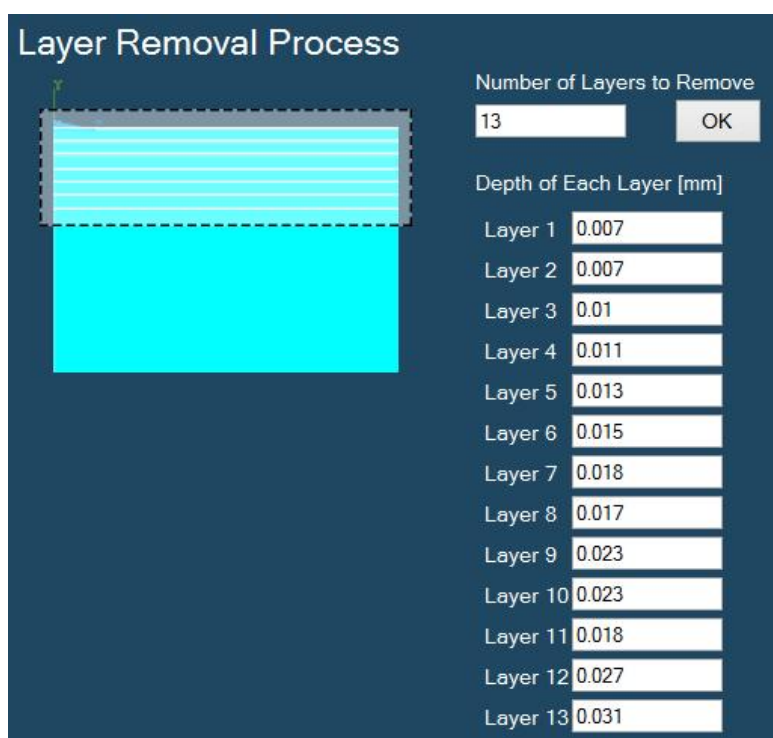 Layer Removal Process
Y
Number of Layers to Remove
13
OK
Depth of Each Layer [mm]
Layer 1 0.007
Layer 2 0.007
Layer 3 0.01
Layer 4 0.011
Layer 5 0.013
Layer 6 0.015
Layer 7 0.018
Layer 8 0.017
Layer 9 0.023
Layer 10 0.023
Layer 11 0.018
Layer 12 0.027
Layer 13 0.031